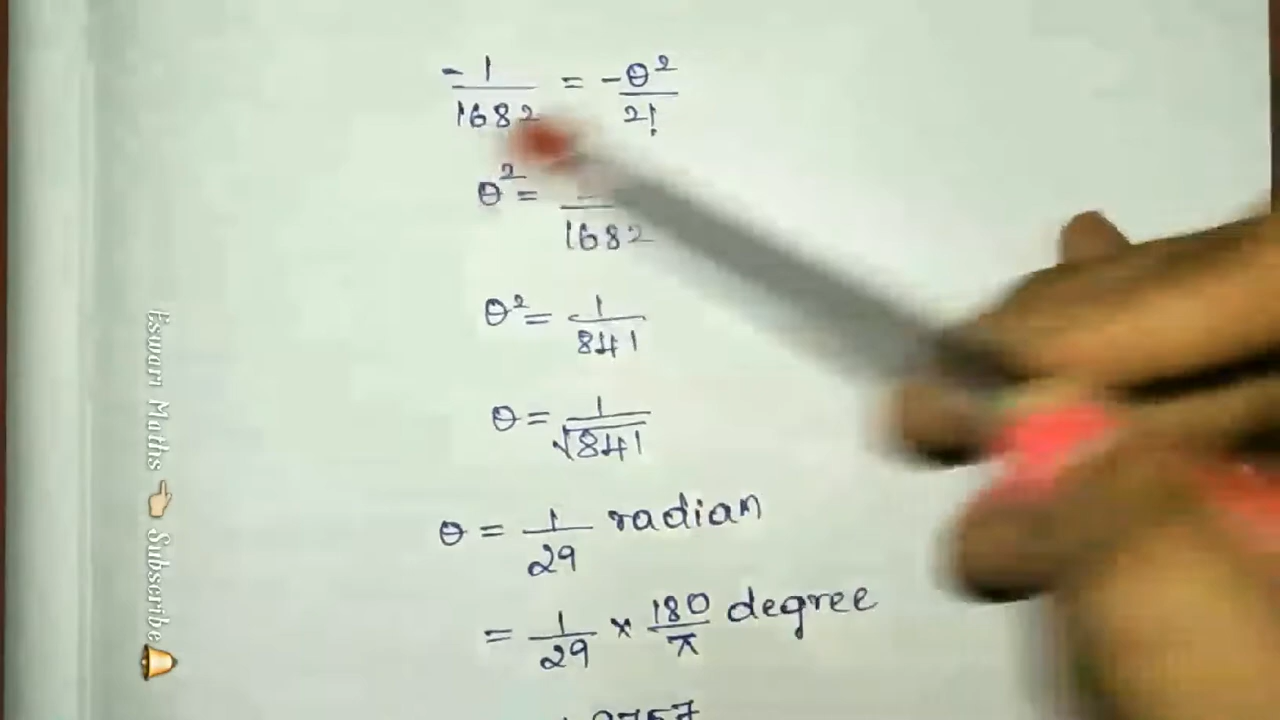 -1/1682 = -θ²/2!
θ² = /1682
θ² = 1/841
θ = 1/√841
θ = 1/29 radian
= 1/29 × 180/π degree
Eswari Maths 👈🏻 Subscribe🔔